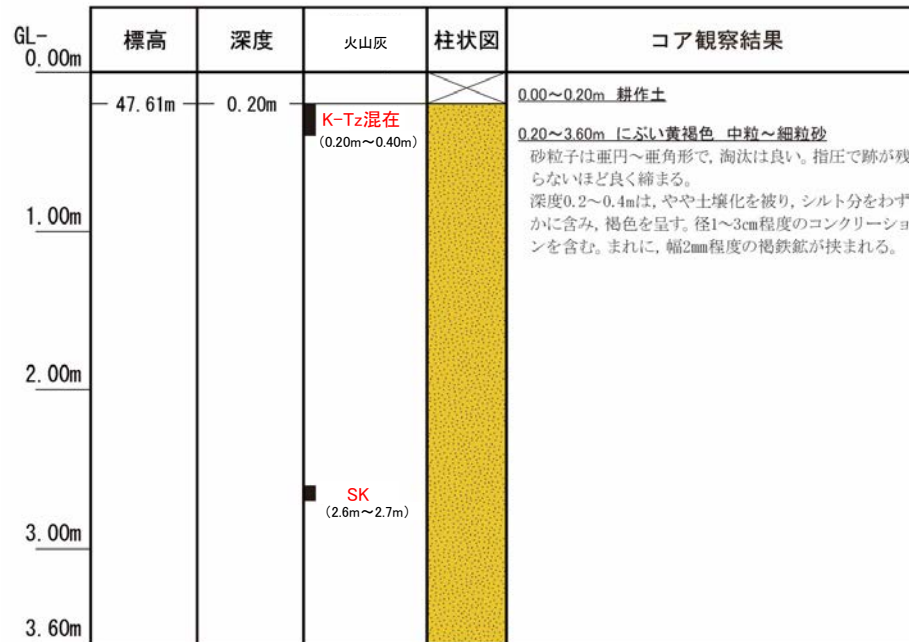 GL-
0.00m
標高
深度
火山灰
柱状図
コア観察結果
47.61m
0.20m
K-Tz混在
(0.20m～0.40m)
0.00～0.20m 耕作土
0.20～3.60m にぶい黄褐色 中粒～細粒砂
砂粒子は亜円～亜角形で，淘汰は良い。指圧で跡が残
らないほど良く締まる。
深度0.2～0.4mは，やや土壌化を被り，シルト分をわず
かに含み，褐色を呈す。径1～3cm程度のコンクリーショ
ンを含む。まれに，幅2mm程度の褐鉄鉱が挟まれる。
1.00m
2.00m
SK
(2.6m～2.7m)
3.00m
3.60m